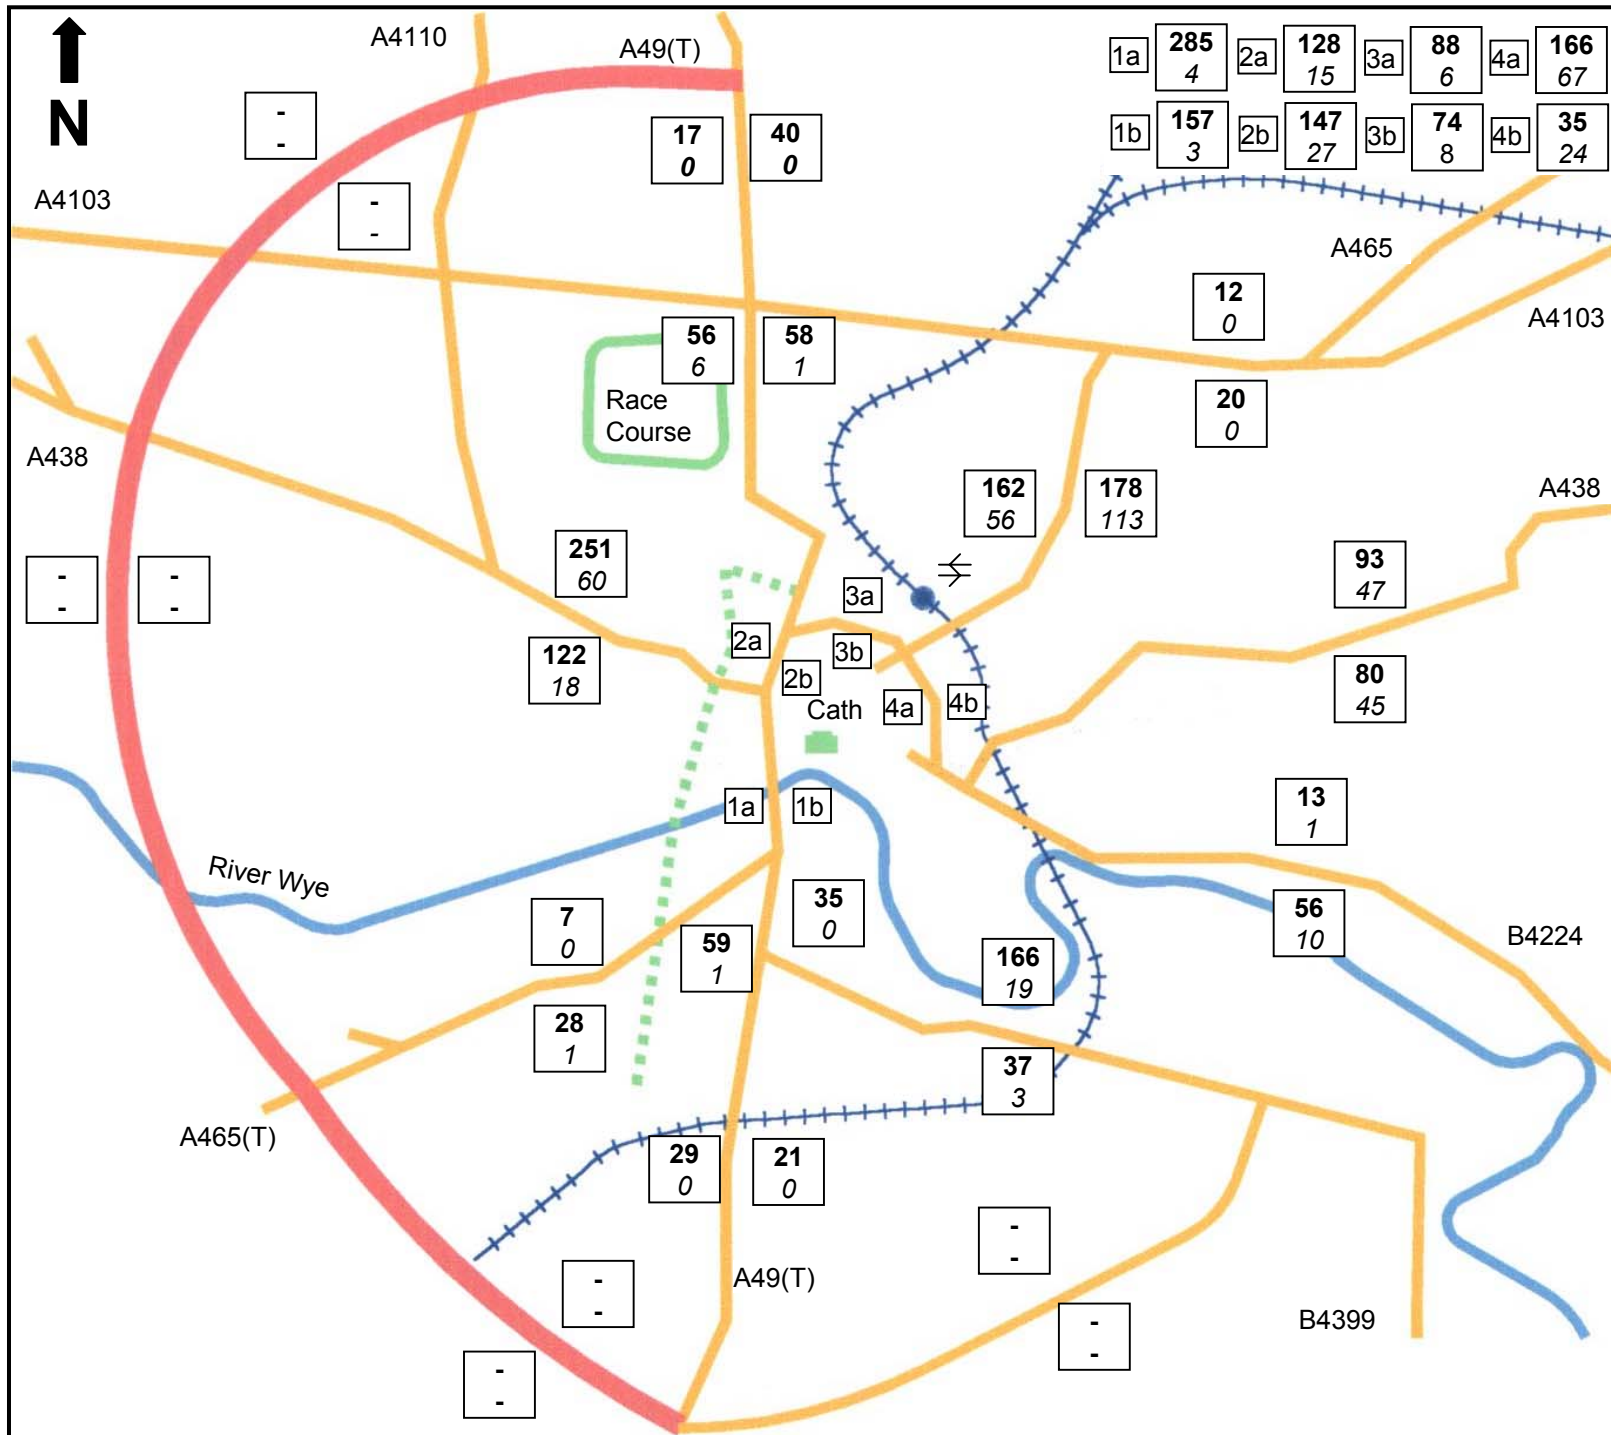 A4110
A49(T)
1a 285 2a 128 3a 88 4a 166
4 15 6 67
N
1b 157 2b 147 3b 74 4b 35
3 27 8 24
-
-
17 40
0 0
A4103
-
-
A465
12
0
A4103
56 58
6 1
Race
Course
20
0
A438
162 178
56 113
A438
251
60
93
47
- -
- -
3a
2a
3b
122
18
2b
80
45
Cath
4a 4b
1a 1b
13
1
River Wye
35
0
7
0
56
10
59
1
166
19
B4224
28
1
37
3
A465(T)
29 21
0 0
-
-
-
-
A49(T)
-
-
B4399
-
-